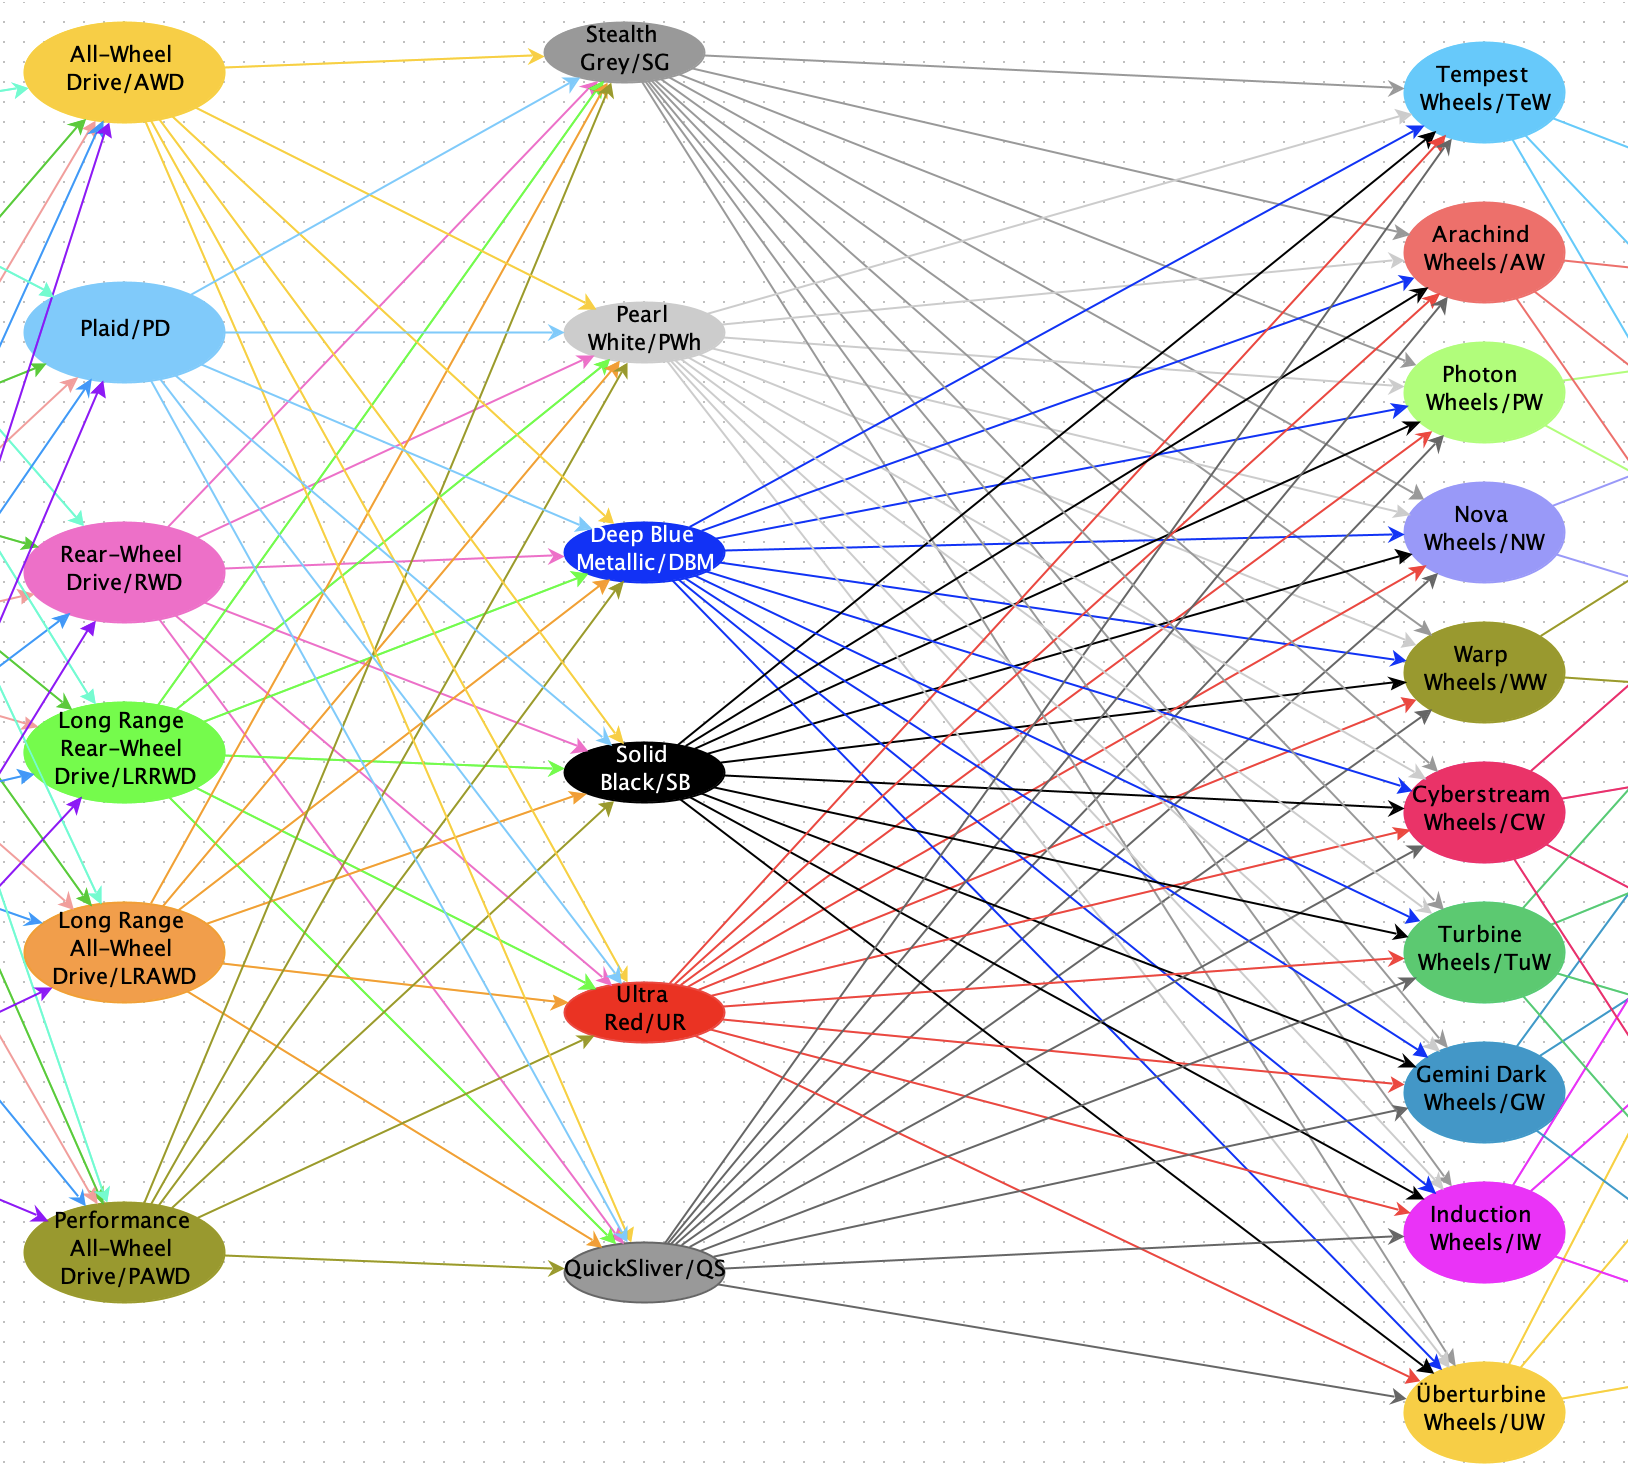 All-Wheel
Drive/AWD
Plaid/PD
Rear-Wheel
Drive/RWD
Long Range
Rear-Wheel
Drive/LRRWD
Long Range
All-Wheel
Drive/LRAWD
Performance
All-Wheel
Drive/PAWD
Stealth
Grey/SG
Pearl
White/PWh
Deep Blue
Metallic/DBM
Solid
Black/SB
Ultra
Red/UR
QuickSliver/QS
Tempest
Wheels/TeW
Arachind
Wheels/AW
Photon
Wheels/PW
Nova
Wheels/NW
Warp
Wheels/WW
Cyberstream
Wheels/CW
Turbine
Wheels/TuW
Gemini Dark
Wheels/GW
Induction
Wheels/IW
Überturbine
Wheels/UW